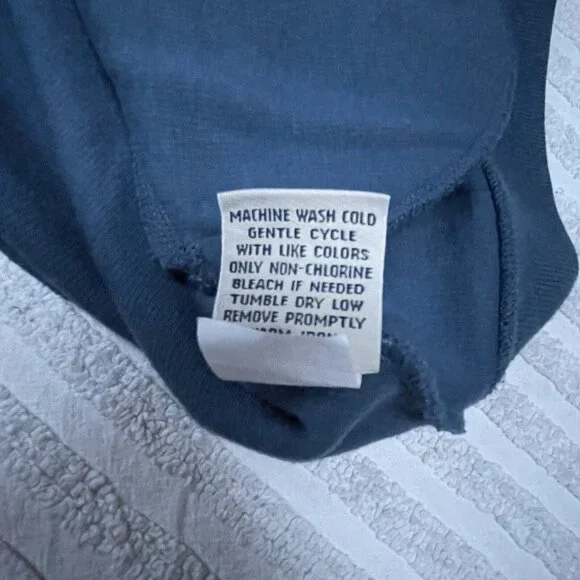 MACHINE WASH COLD
GENTLE CYCLE
WITH LIKE COLORS
ONLY NON-CHLORINE
BLEACH IF NEEDED
TUMBLE DRY LOW
REMOVE PROMPTLY